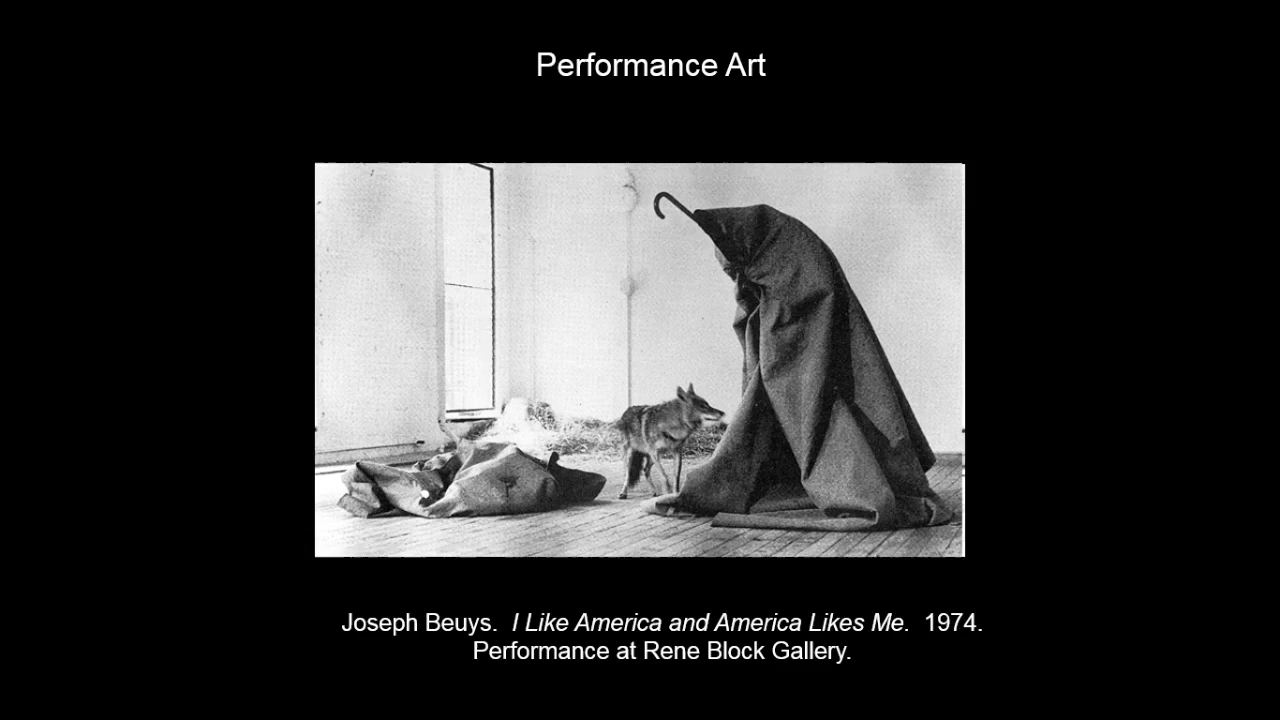 Performance Art
Joseph Beuys.  I Like America and America Likes Me.  1974.
Performance at Rene Block Gallery.